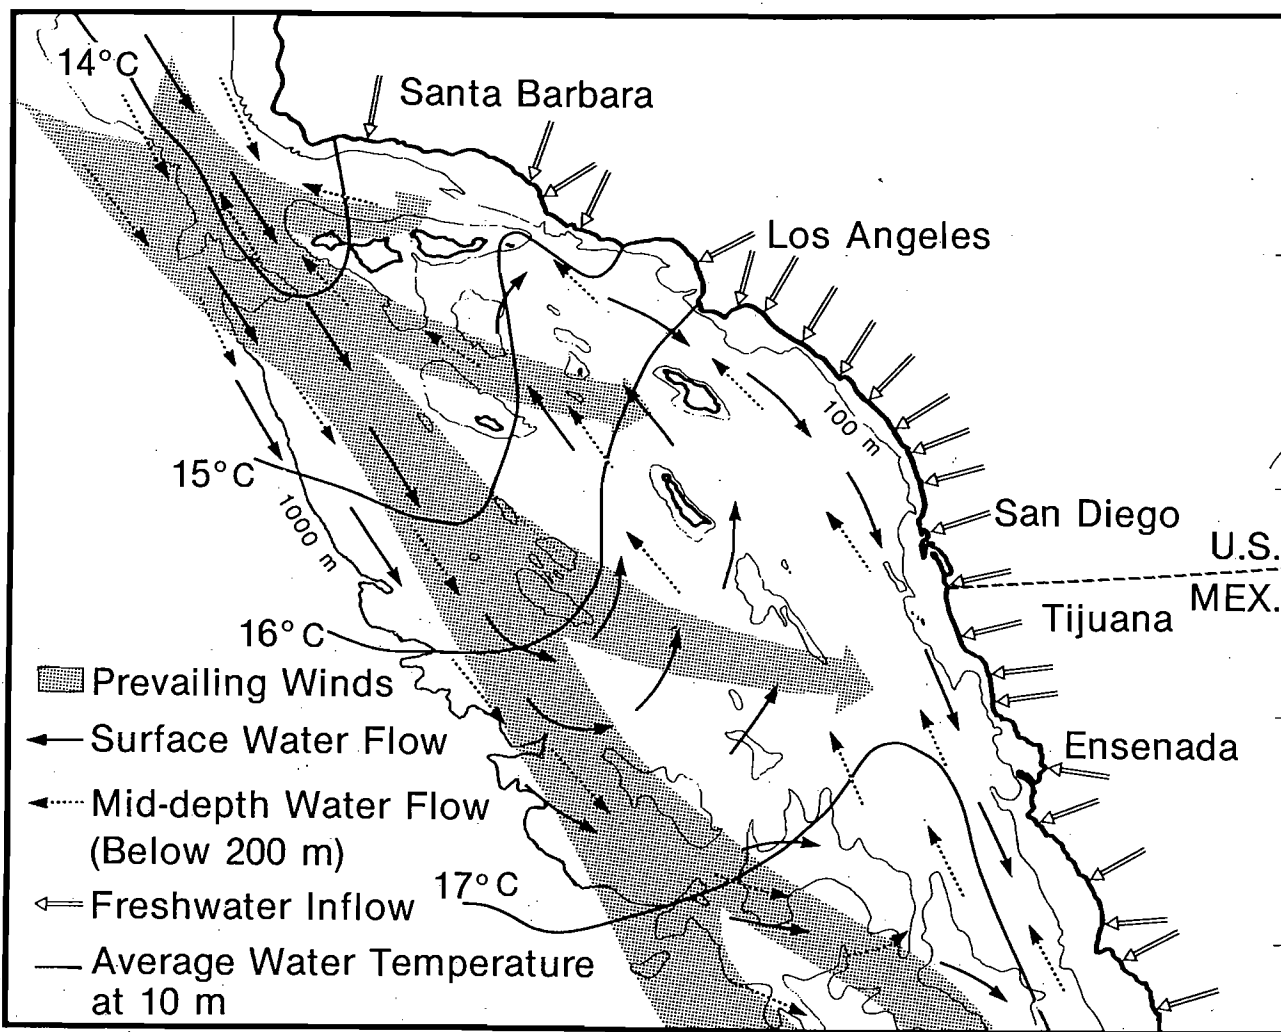 14°C
Santa Barbara
Los Angeles
100 m
15°C
1000 m
San Diego
U.S.
MEX.
16°C
Tijuana
Prevailing Winds
Surface Water Flow
Ensenada
Mid-depth Water Flow
(Below 200 m)
17°C
Freshwater Inflow
Average Water Temperature
at 10 m